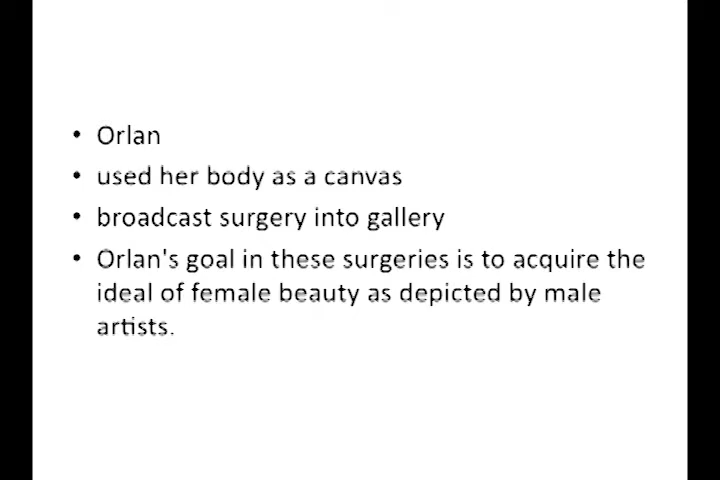 • Orlan
• used her body as a canvas
• broadcast surgery into gallery
• Orlan's goal in these surgeries is to acquire the
ideal of female beauty as depicted by male
artists.